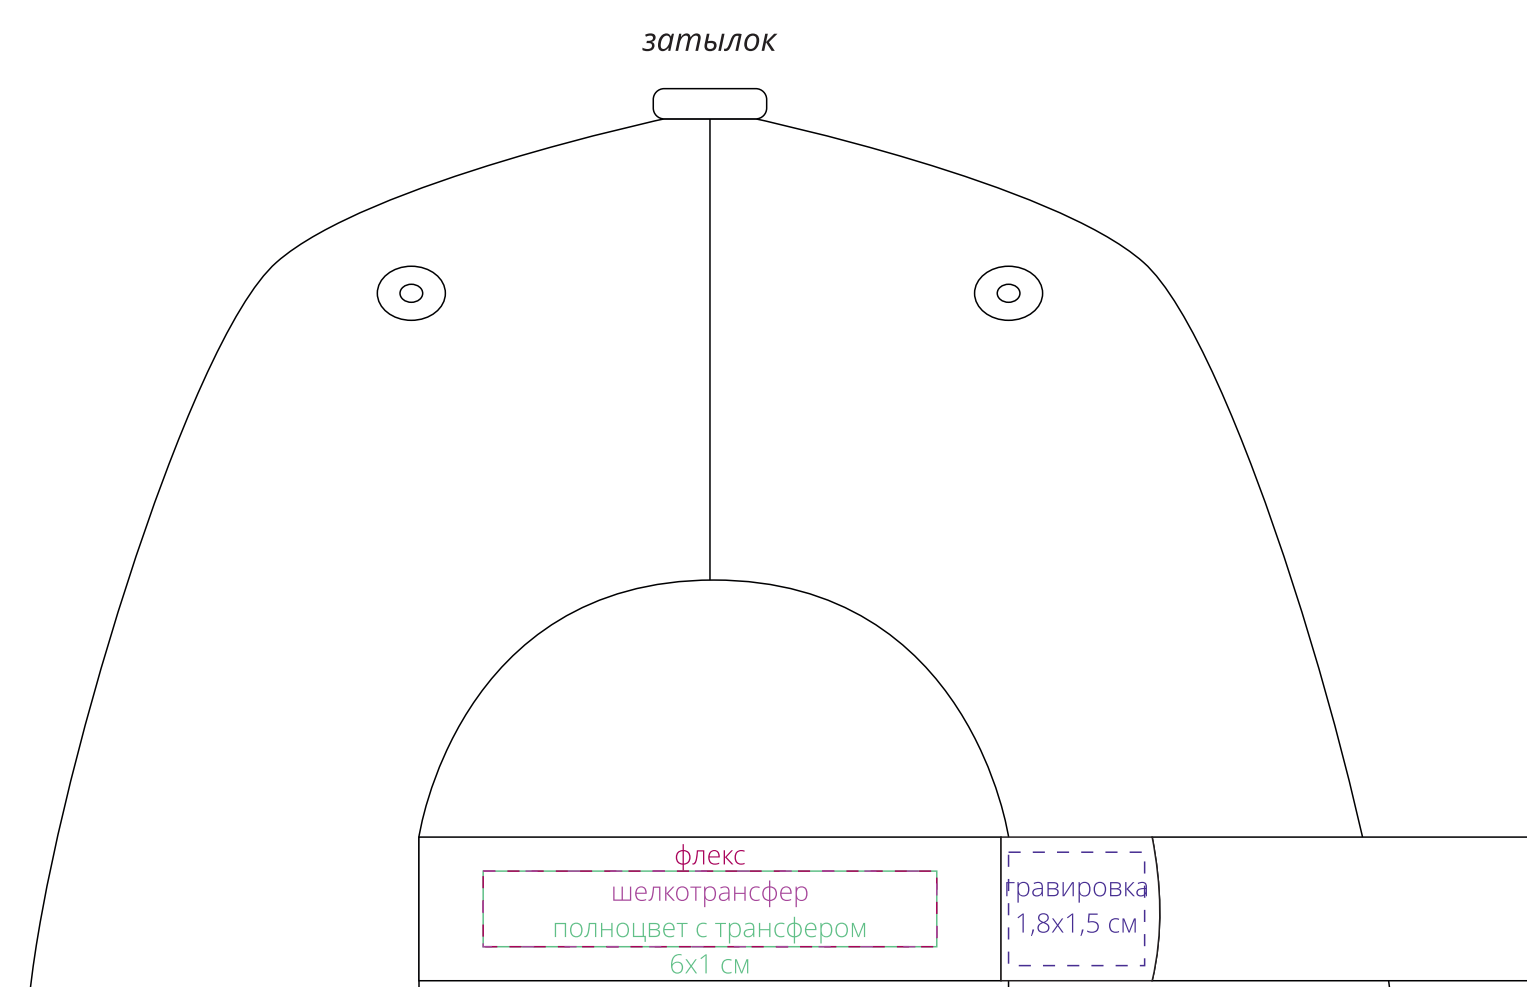 затылок
флекс
шелкотрансфер
полноцвет с трансфером
6х1 см
гравировка
1,8х1,5 см